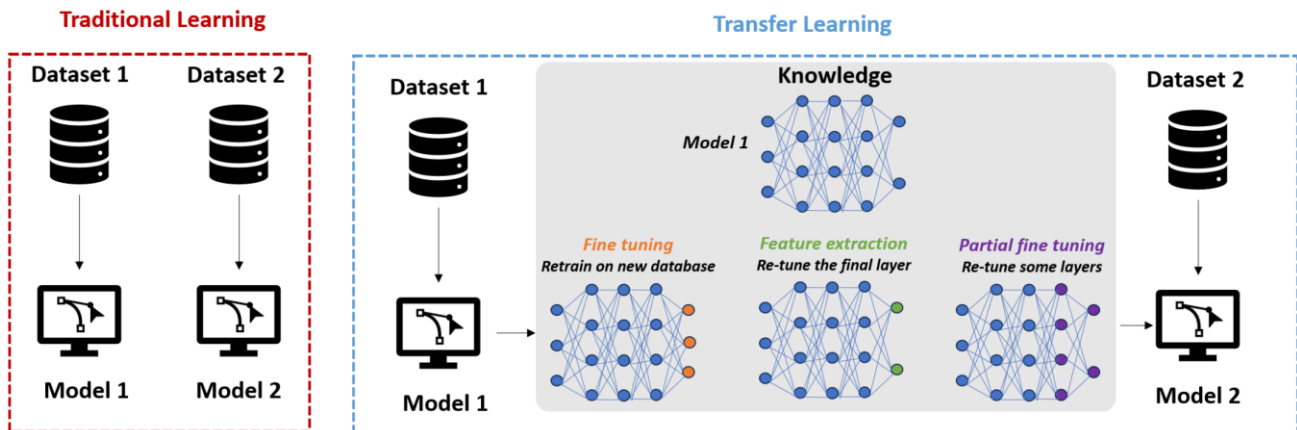 Traditional Learning
Dataset 1
Dataset 2
Model 1
Model 2
Transfer Learning
Dataset 1
Model 1
Knowledge
Model 1
Fine tuning
Retrain on new database
Feature extraction
Re-tune the final layer
Partial fine tuning
Re-tune some layers
Dataset 2
Model 2